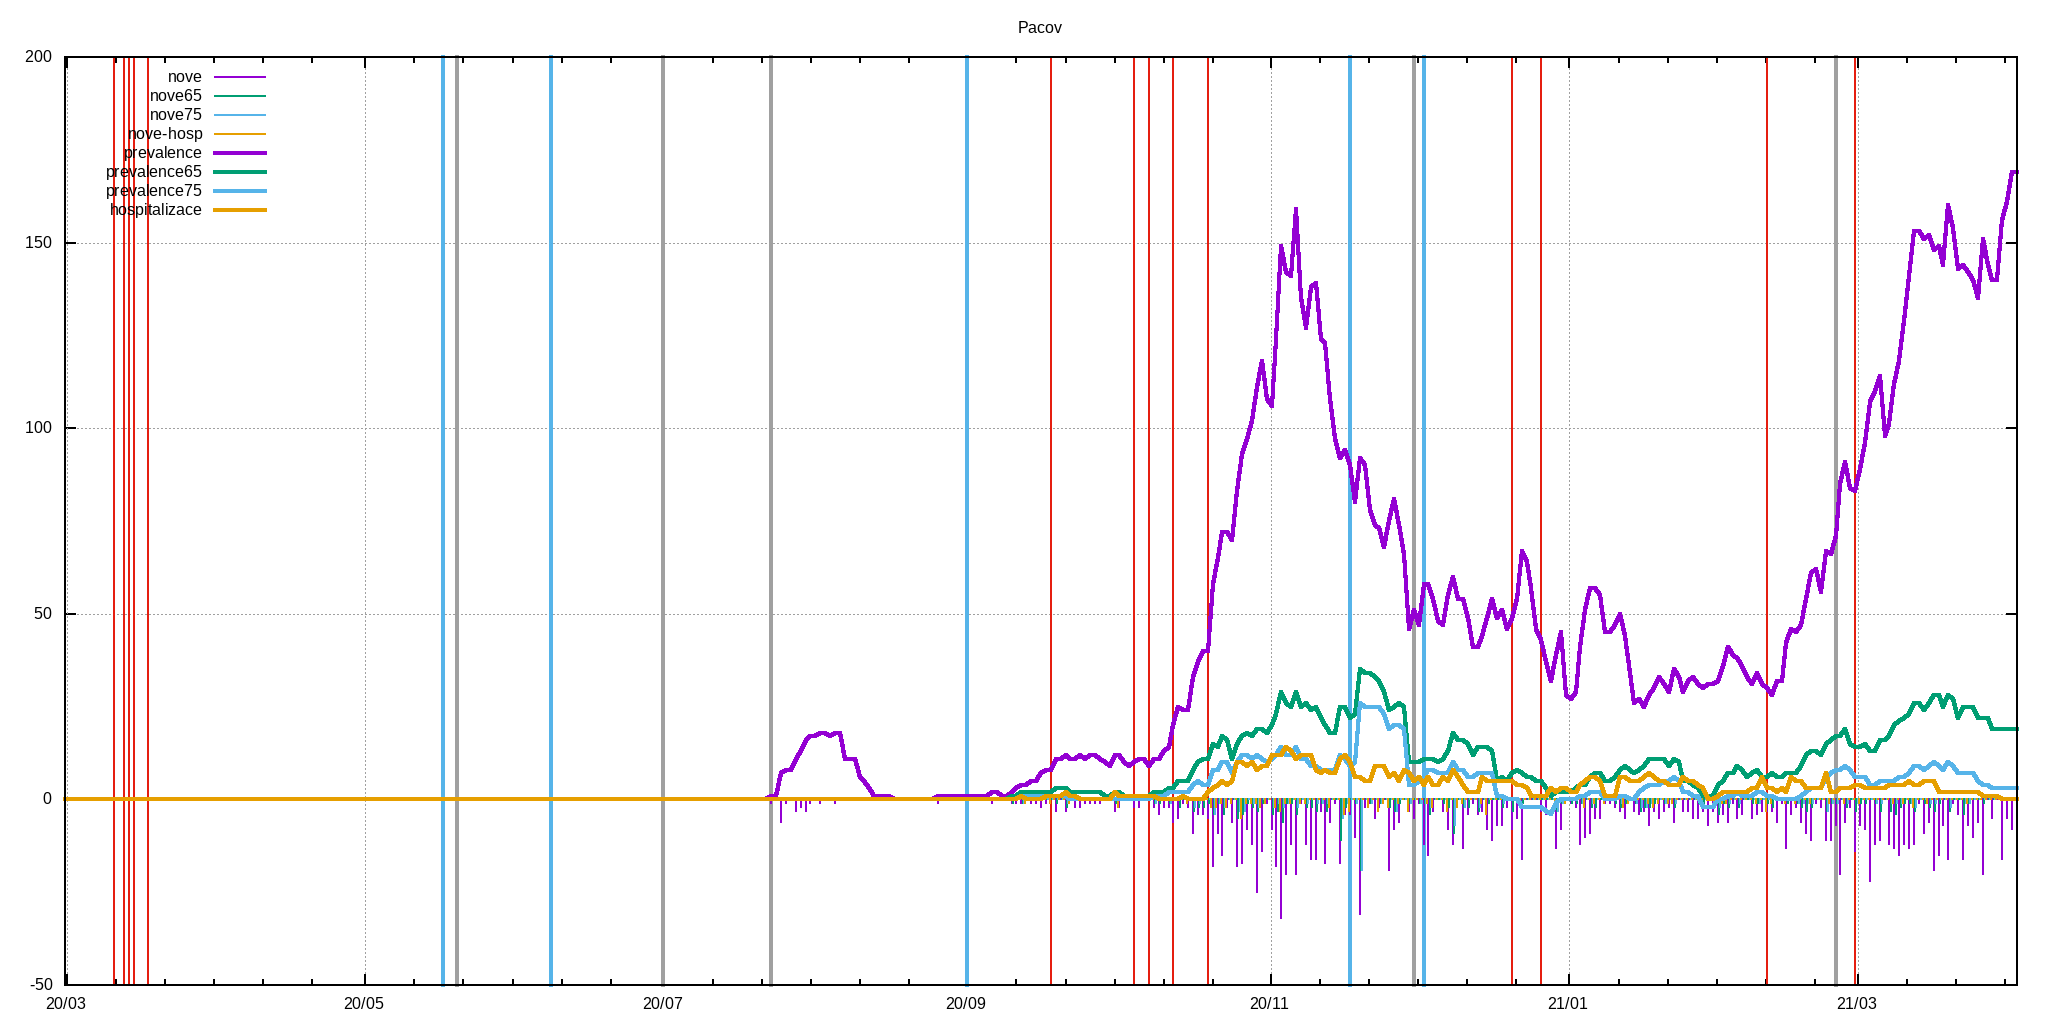 Pacov
200
150
100
50
0
-50
nove
nove65
nove75
nove-hosp
prevalence
prevalence65
prevalence75
hospitalizace
20/03 20/05 20/07 20/09 20/11 21/01 21/03